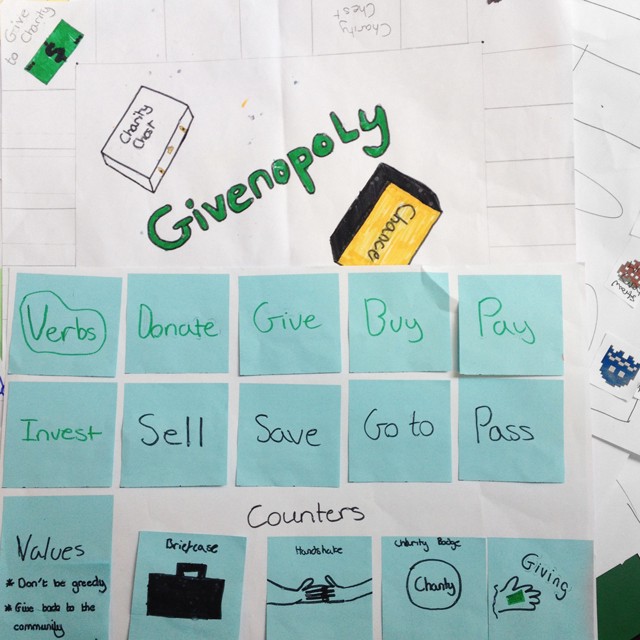 Give
to Charity
$
Charity
Chest
Charity
Chest
Givenopoly
Chance
Verbs
Donate
Give
Buy
Pay
Invest
Sell
Save
Go to
Pass
Counters
Values
* Don't be greedy
* Give back to the
community
Briefcase
Handshake
Charity Badge
Charity
Giving